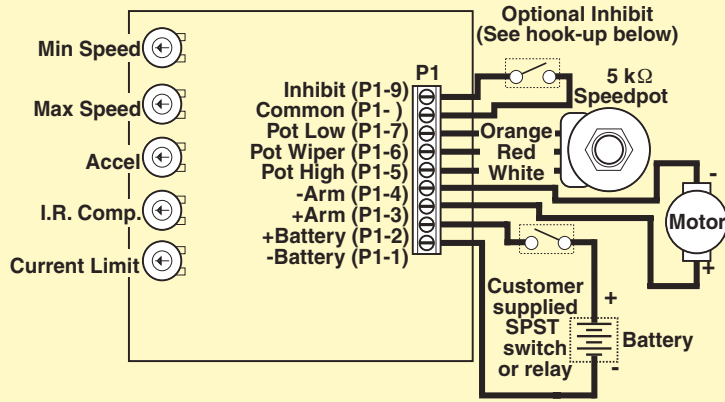 Optional Inhibit
(See hook-up below)
Min Speed
Max Speed
Accel
I.R. Comp.
Current Limit
P1
Inhibit (P1-9)
Common (P1- )
Pot Low (P1-7)
Pot Wiper (P1-6)
Pot High (P1-5)
-Arm (P1-4)
+Arm (P1-3)
+Battery (P1-2)
-Battery (P1-1)
5 kΩ
Speedpot
Orange
Red
White
-
Motor
+
Customer
supplied
SPST
switch
or relay
+
Battery
-